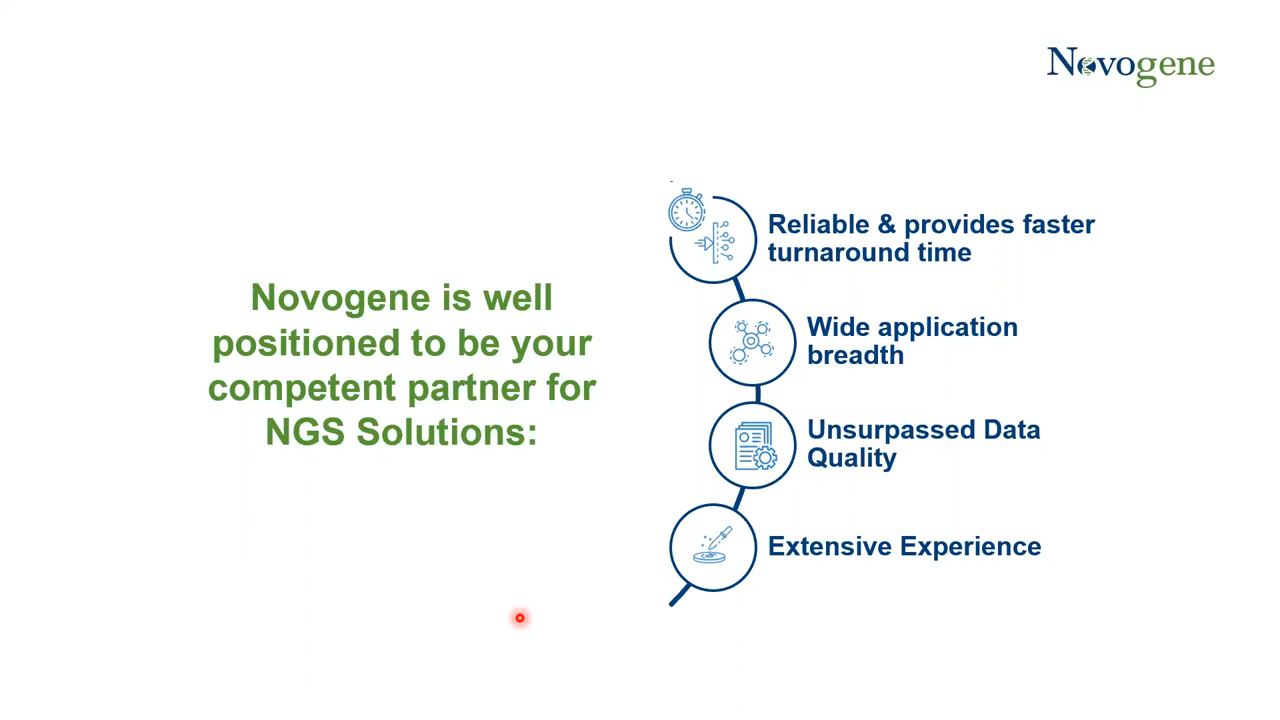 Novogene
Novogene is well
positioned to be your
competent partner for
NGS Solutions:
Reliable & provides faster
turnaround time
Wide application
breadth
Unsurpassed Data
Quality
Extensive Experience